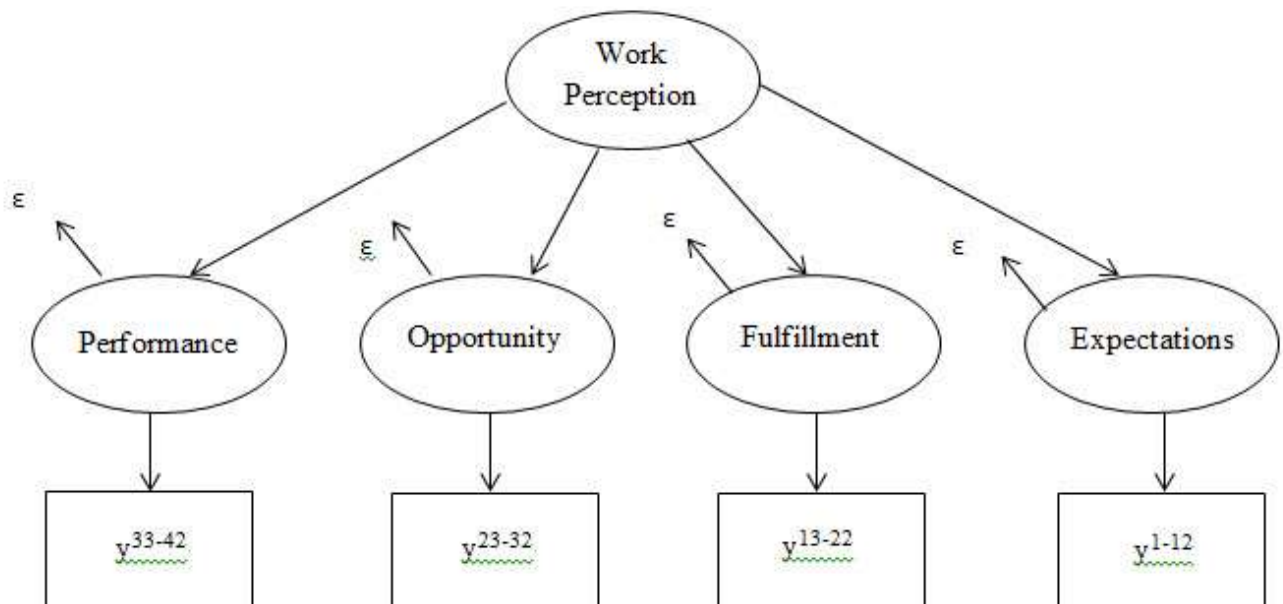 Work
Perception
ε
ε
ε
ε
Performance
Opportunity
Fulfillment
Expectations
y33-42
y23-32
y13-22
y1-12